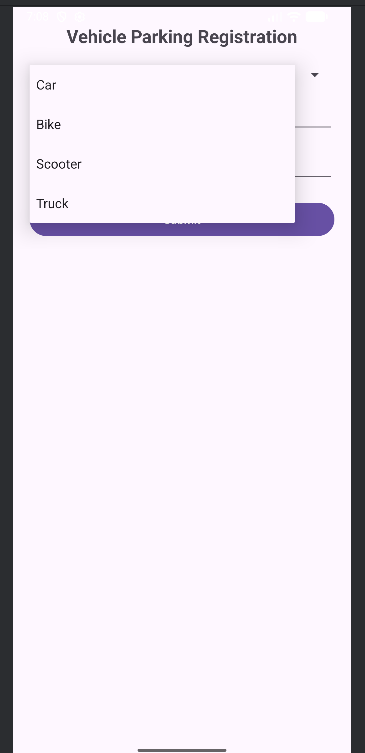 Vehicle Parking Registration
Car
Bike
Scooter
Truck